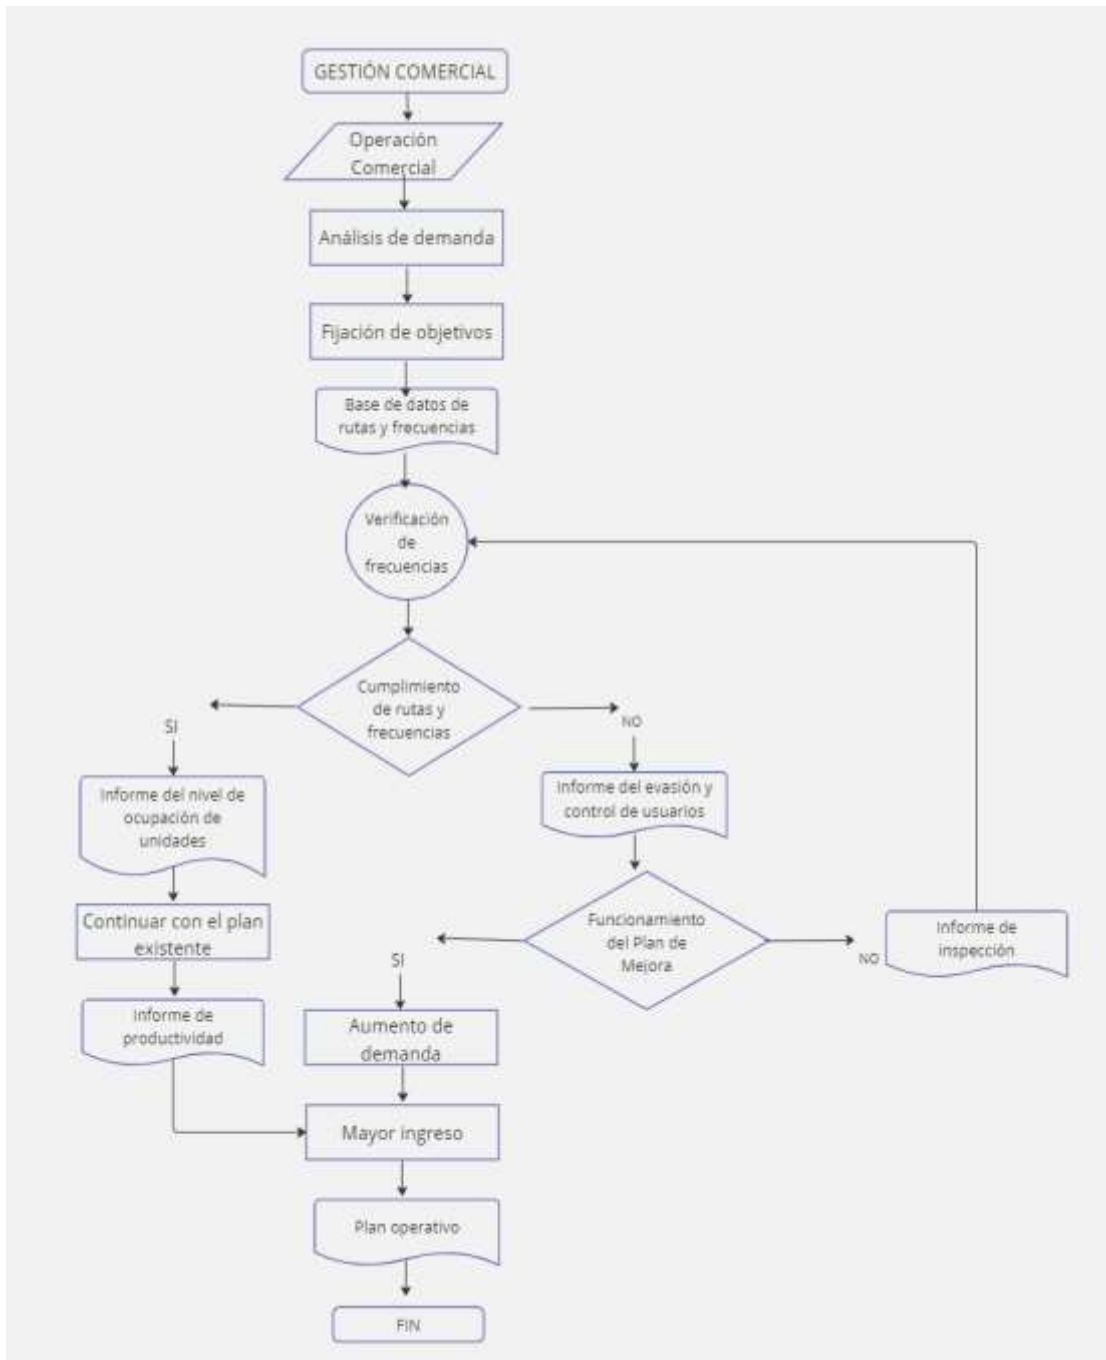 GESTIÓN COMERCIAL
Operación
Comercial
Análisis de demanda
Fijación de objetivos
Base de datos de
rutas y frecuencias
Verificación
de
frecuencias
Cumplimiento
de rutas y
frecuencias
SI
NO
Informe del nivel de
ocupación de
unidades
Informe del evasión y
control de usuarios
Continuar con el plan
existente
Funcionamiento
del Plan de
Mejora
SI
NO
Informe de
inspección
Informe de
productividad
Aumento de
demanda
Mayor ingreso
Plan operativo
FIN